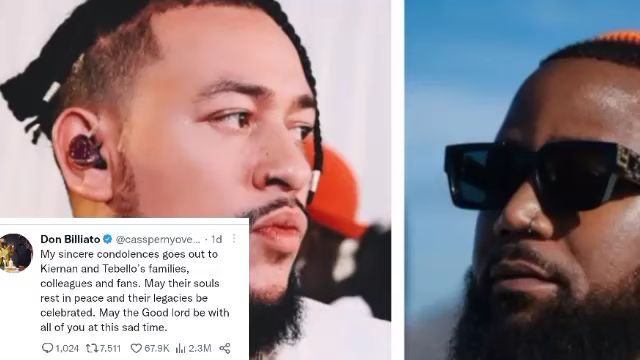 Don Billiato @casspernyove... · 1d
My sincere condolences goes out to
Kiernan and Tebello's families,
colleagues and fans. May their souls
rest in peace and their legacies be
celebrated. May the Good lord be with
all of you at this sad time.
1,024 7,511 67.9K 2.3M